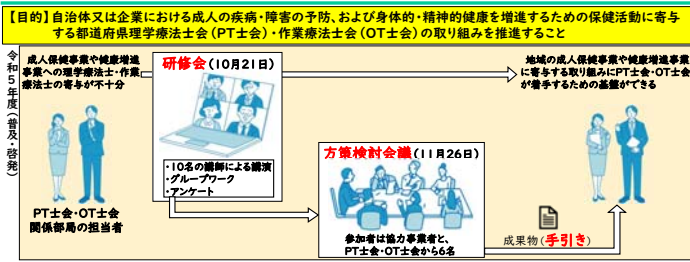 【目的】自治体又は企業における成人の疾病・障害の予防、および身体的・精神的健康を増進するための保健活動に寄与
する都道府県理学療法士会（PT士会）・作業療法士会（OT士会）の取り組みを推進すること
令和5年度（普及・啓発）
成人保健事業や健康増進
事業への理学療法士・作業
療法士の寄与が不十分
PT士会・OT士会
関係部局の担当者
研修会（10月21日）
・10名の講師による講演
・グループワーク
・アンケート
方策検討会議（11月26日）
参加者は協力事業者と、
PT士会・OT士会から6名
成果物（手引き）
地域の成人保健事業や健康増進事業
に寄与する取り組みにPT士会・OT士会
が着手するための基盤ができる